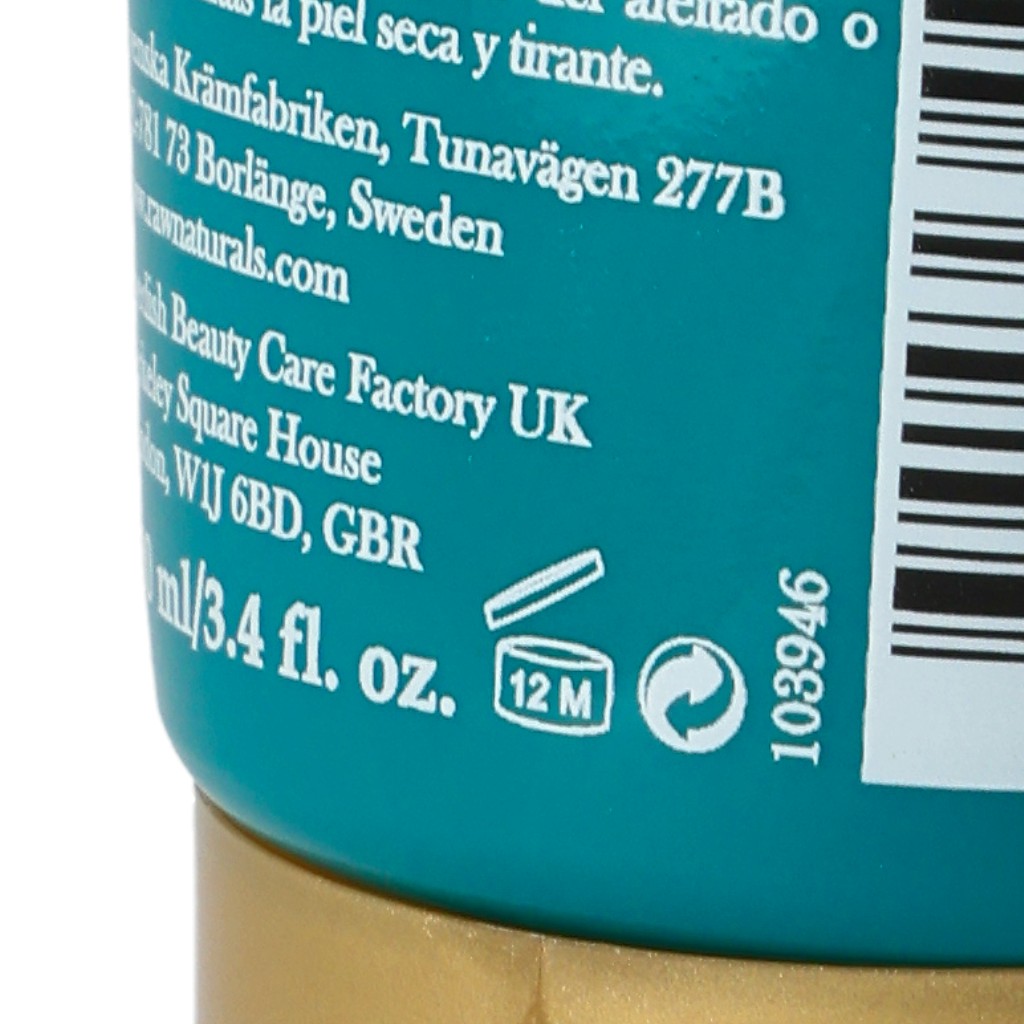 la piel seca y tirante.
Krämfabriken, Tunavägen 277B
781 73 Borlänge, Sweden
rawnaturals.com
Beauty Care Factory UK
Square House
W1J 6BD, GBR
ml/3.4 fl. oz.
12 M
103946